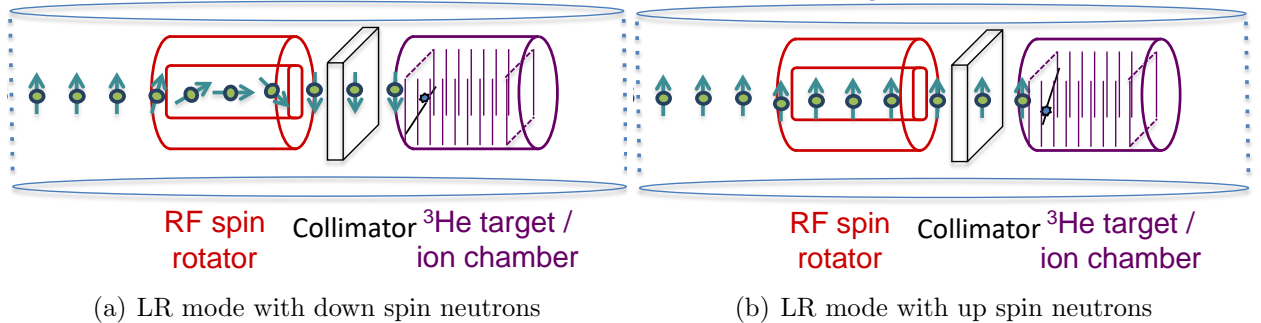 RF spin
rotator
Collimator
³He target /
ion chamber
RF spin
rotator
Collimator
³He target /
ion chamber
(a) LR mode with down spin neutrons
(b) LR mode with up spin neutrons